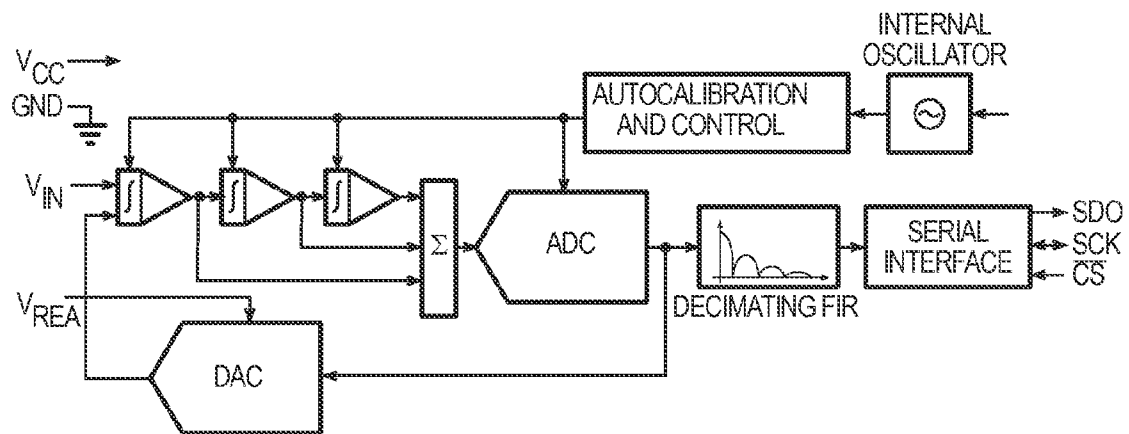 INTERNAL
OSCILLATOR
VCC
GND
AUTOCALIBRATION
AND CONTROL
VIN
∫
∫
∫
Σ
ADC
SERIAL
INTERFACE
SDO
SCK
CS
DECIMATING FIR
VREA
DAC